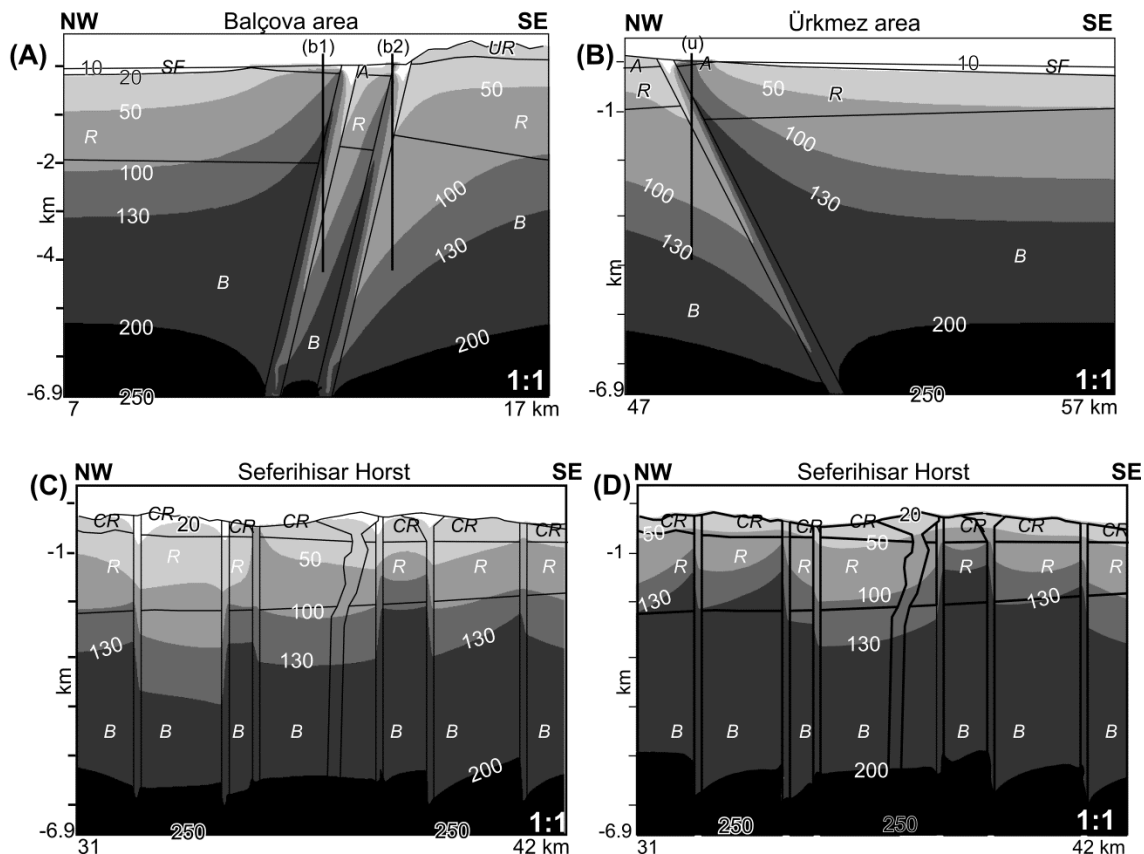 Balçova area
NW SE
(A)
(b1) (b2)
UR
10 SF A
20
50 50
R R R
-2
100 100
130 130
km
B
-4
B
200 B 200
-6.9 250 1:1
7 17 km
Ürkmez area
NW SE
(B)
(u)
A A 10 SF
50
R R
-1
100
100 130
130
km B
B
200
-6.9 250 1:1
47 57 km
NW Seferihisar Horst SE
(C)
CR CR 20 CR CR CR CR CR
-1 50
R R R R R R
100
130 130
km
B B B B B B
200
-6.9 250 250 1:1
31 42 km
NW Seferihisar Horst SE
(D)
CR CR CR CR 20 CR CR CR
50 50
-1
R R R R R R
130 100 130
130
km
B B B B B B
200
-6.9 250 250 1:1
31 42 km